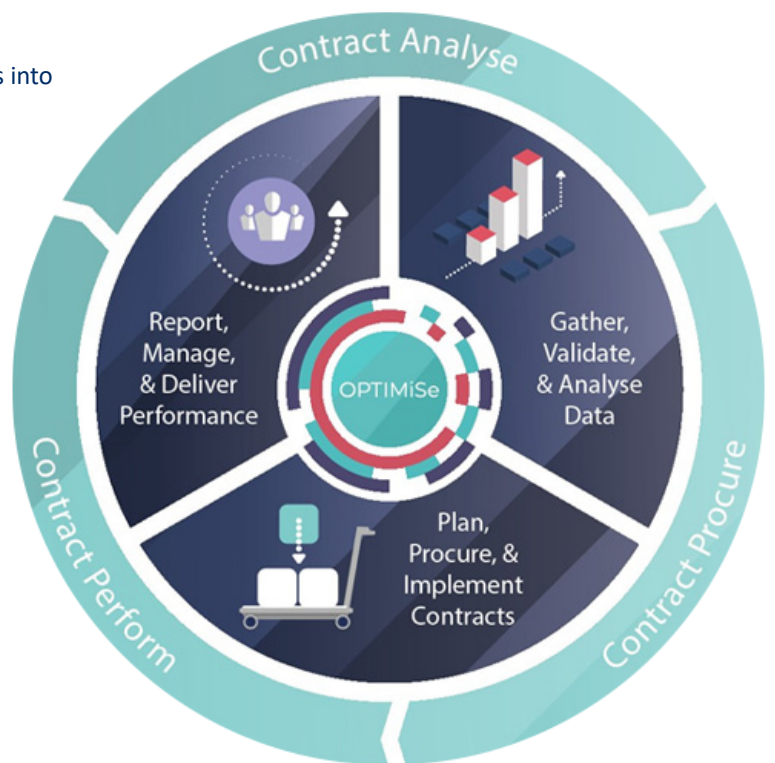 s into
Contract Analyse
Report,
Manage,
& Deliver
Performance
Gather,
Validate,
& Analyse
Data
OPTIMíSe
Plan,
Procure, &
Implement
Contracts
Contract Perform
Contract Procure